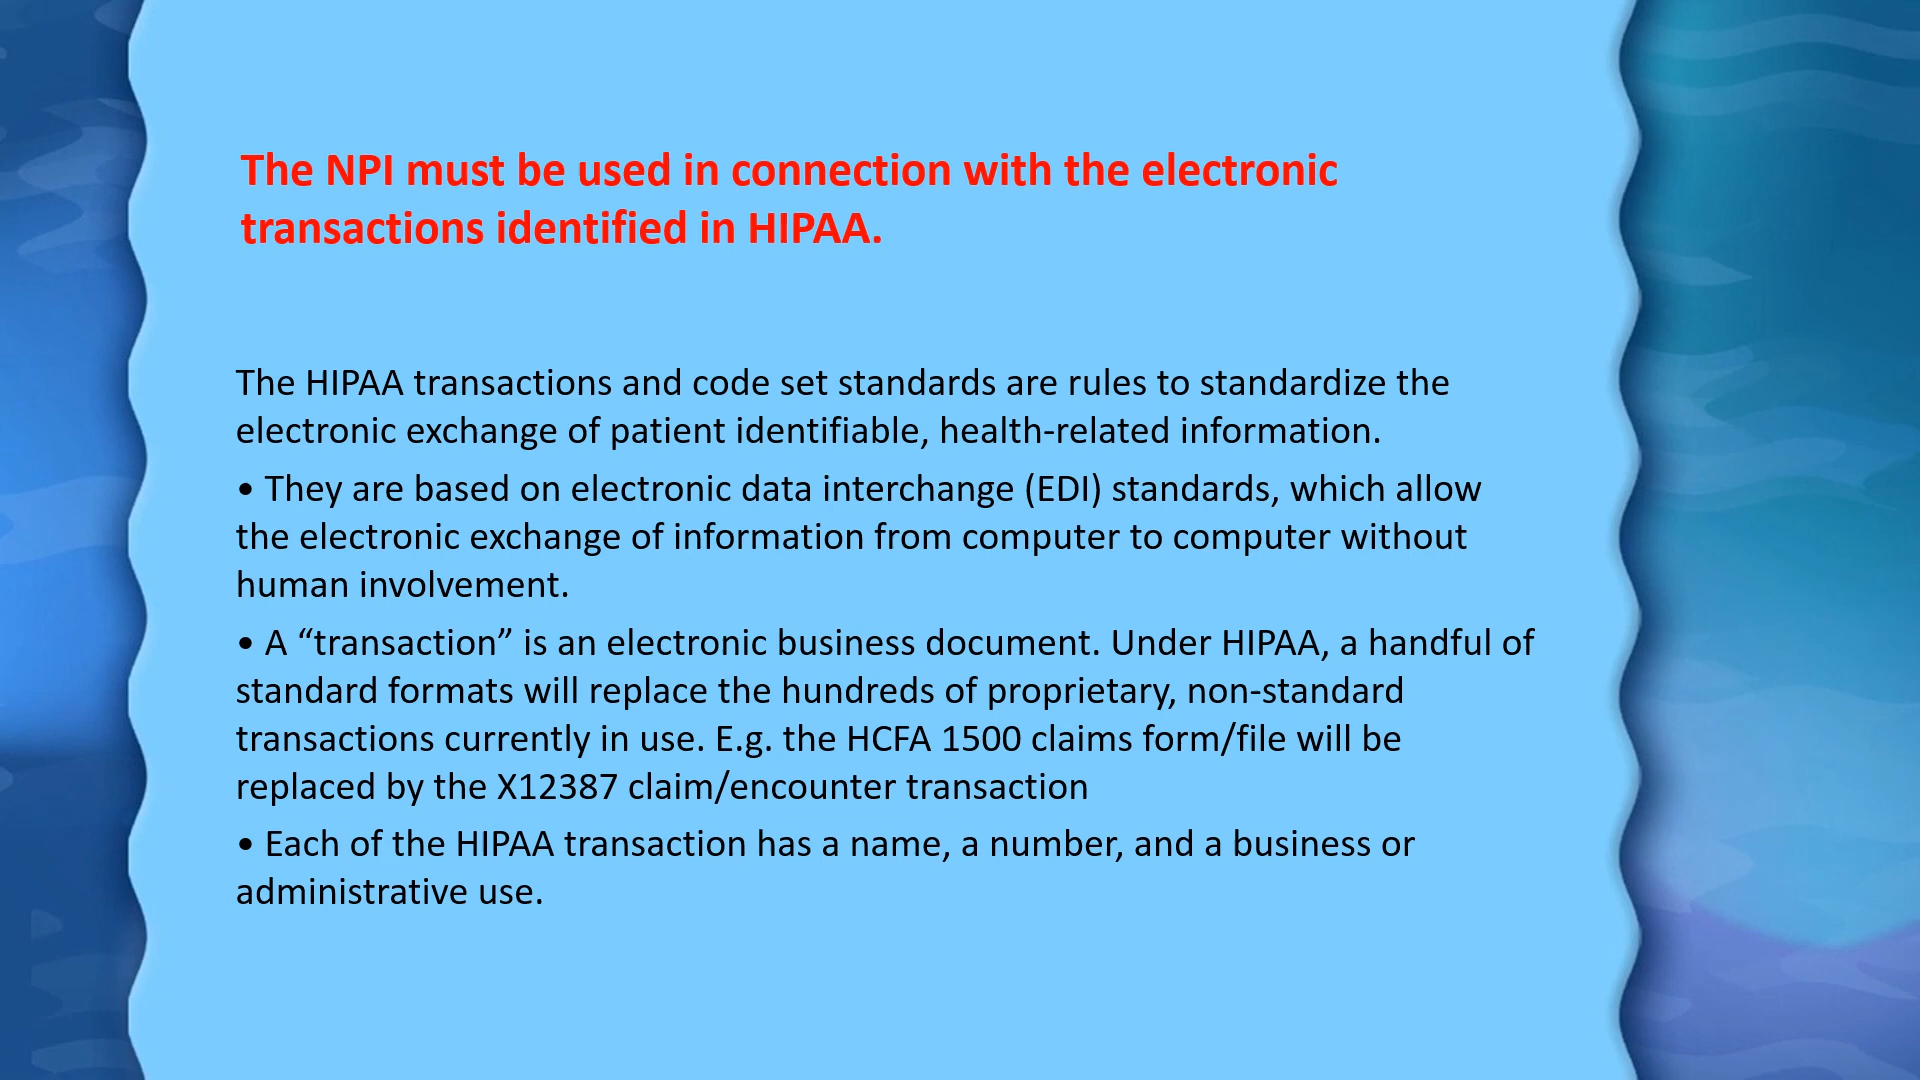 The NPI must be used in connection with the electronic
transactions identified in HIPAA.
The HIPAA transactions and code set standards are rules to standardize the
electronic exchange of patient identifiable, health-related information.
• They are based on electronic data interchange (EDI) standards, which allow
the electronic exchange of information from computer to computer without
human involvement.
• A “transaction” is an electronic business document. Under HIPAA, a handful of
standard formats will replace the hundreds of proprietary, non-standard
transactions currently in use. E.g. the HCFA 1500 claims form/file will be
replaced by the X12387 claim/encounter transaction
• Each of the HIPAA transaction has a name, a number, and a business or
administrative use.